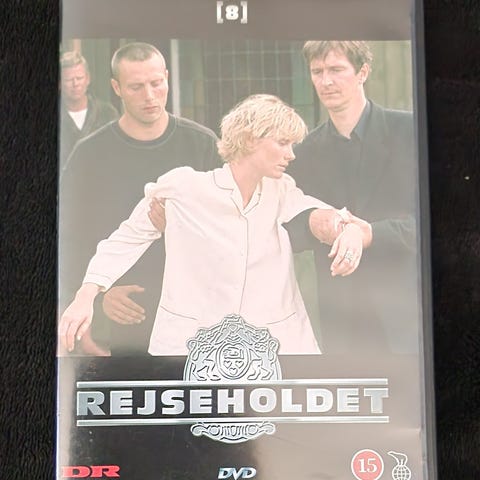 [8]
REJSEHOLDET
DR
DVD
15